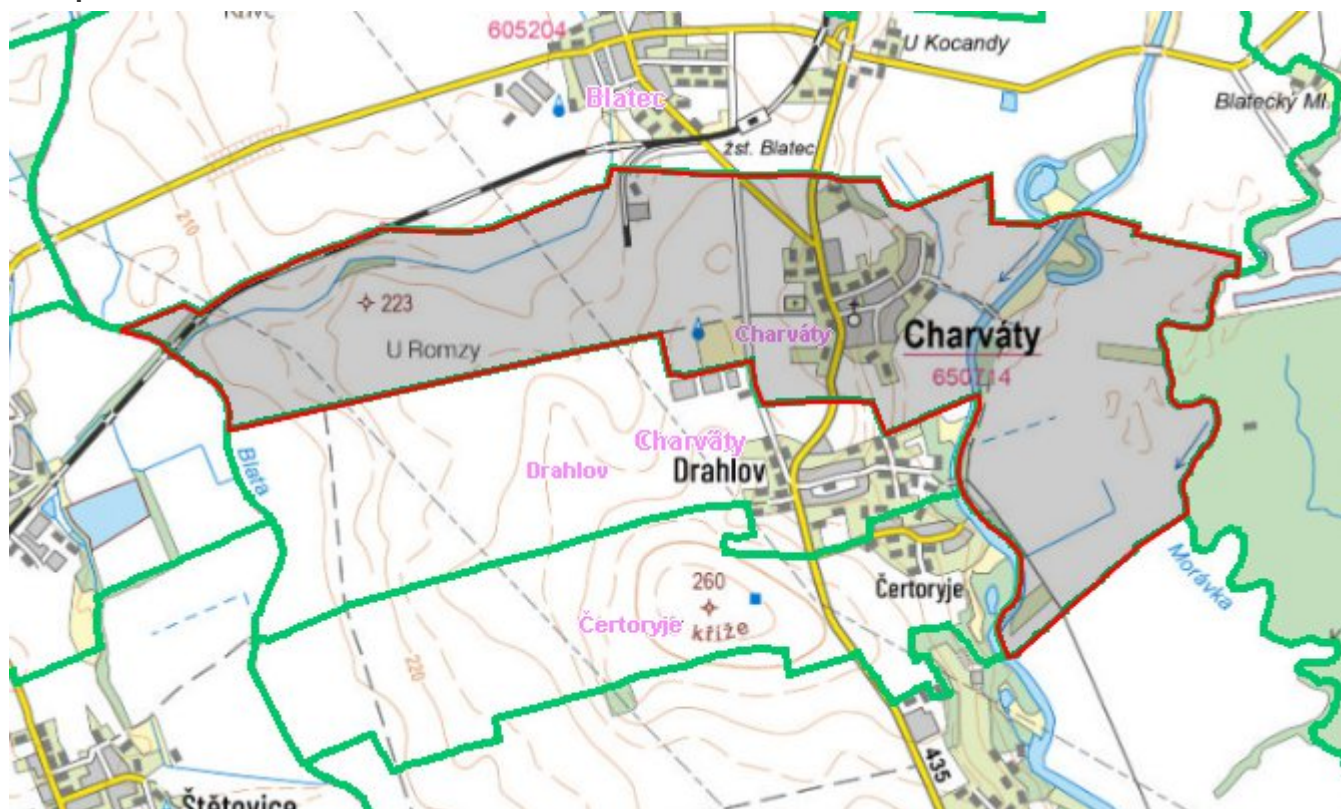 605204
U Kocandy
Blatec
Blatecký Ml.
žst. Blatec
210
223
Charváty
Charváty
U Romzy
650714
Charváty
Drahlov
Drahlov
Blata
Morávka
260
Čertoryje
Čertoryje
kříže
220
435
Štětovice